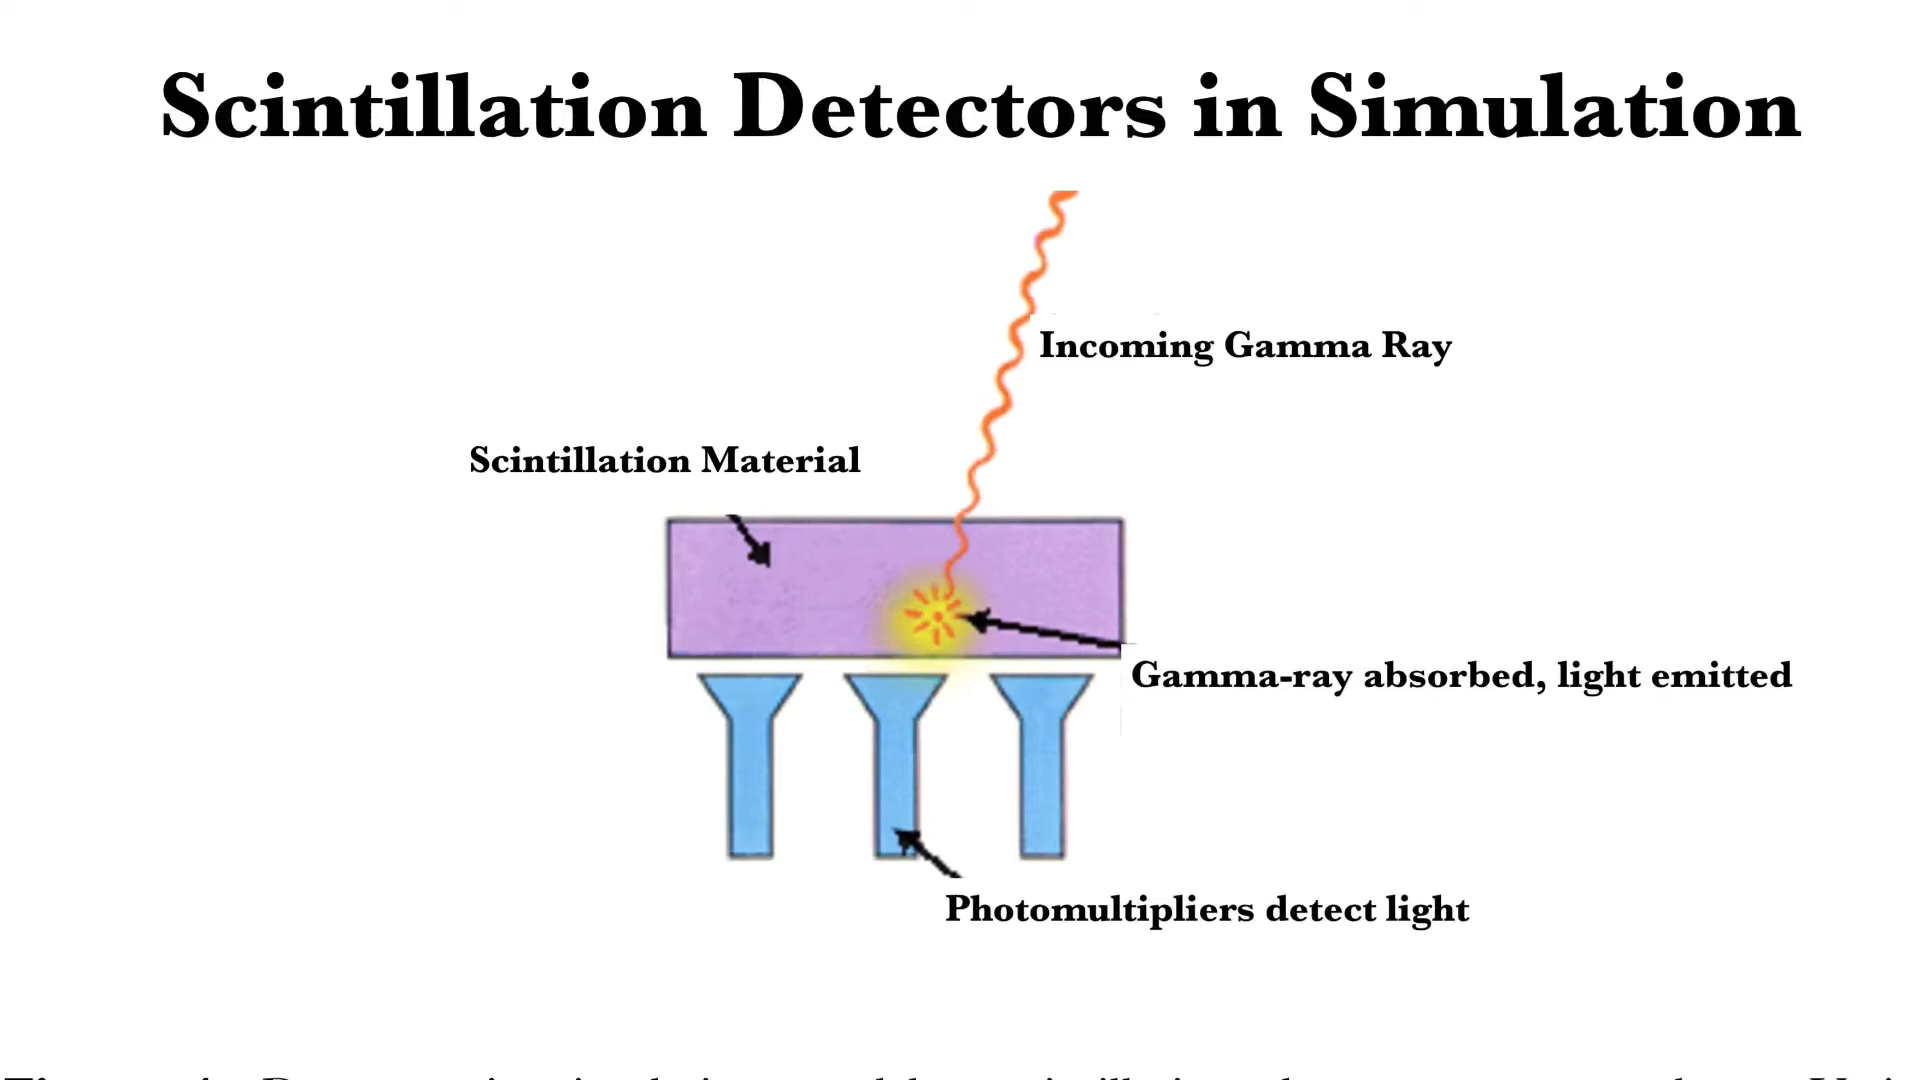 Scintillation Detectors in Simulation
Incoming Gamma Ray
Scintillation Material
Gamma-ray absorbed, light emitted
Photomultipliers detect light